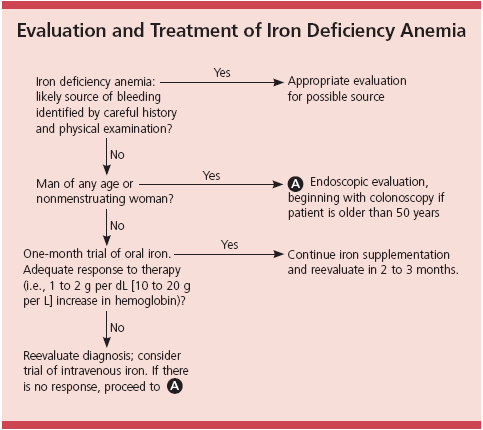 Evaluation and Treatment of Iron Deficiency Anemia
Iron deficiency anemia:
likely source of bleeding
identified by careful history
and physical examination?
Yes
Appropriate evaluation
for possible source
No
Man of any age or
nonmenstruating woman?
Yes
A Endoscopic evaluation,
beginning with colonoscopy if
patient is older than 50 years
No
One-month trial of oral iron.
Adequate response to therapy
(i.e., 1 to 2 g per dL [10 to 20 g
per L] increase in hemoglobin)?
Yes
Continue iron supplementation
and reevaluate in 2 to 3 months.
No
Reevaluate diagnosis; consider
trial of intravenous iron. If there
is no response, proceed to A